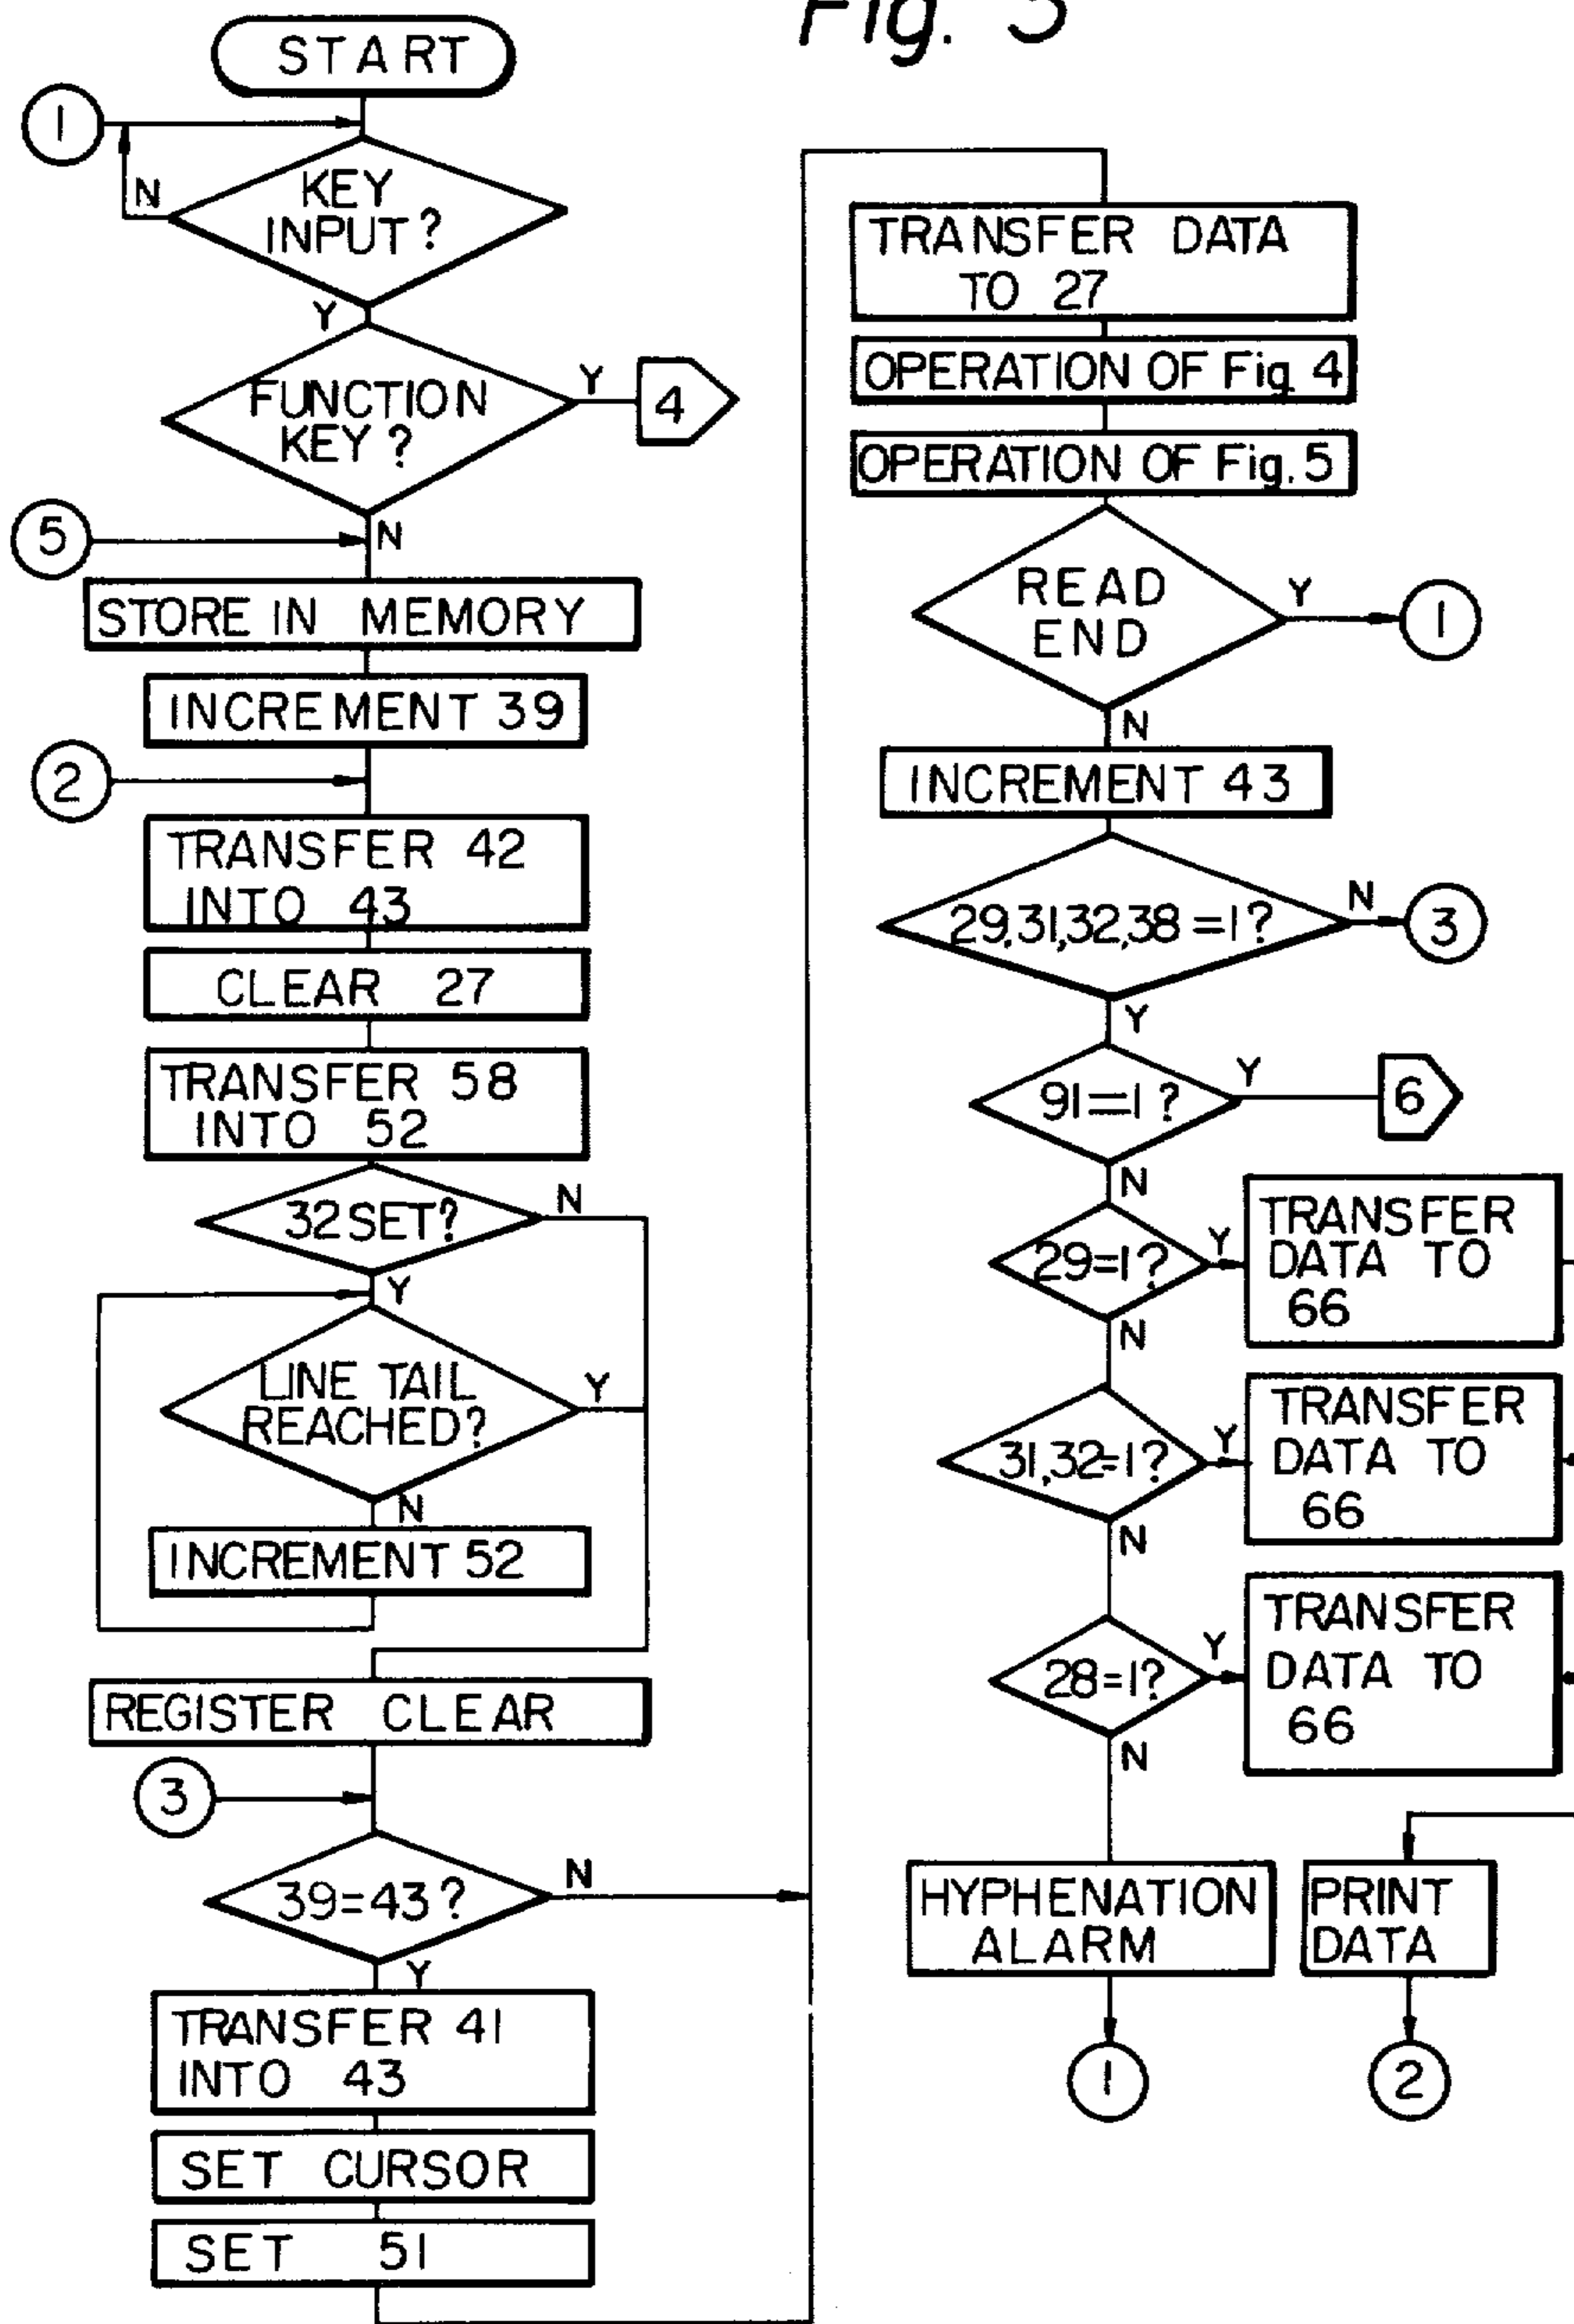 Fig. 3
START
1
N
KEY
INPUT?
Y
FUNCTION
KEY?
Y
4
N
5
STORE IN MEMORY
INCREMENT 39
2
TRANSFER 42
INTO 43
CLEAR 27
TRANSFER 58
INTO 52
32 SET?
N
Y
LINE TAIL
REACHED?
Y
N
INCREMENT 52
REGISTER CLEAR
3
39=43?
N
Y
TRANSFER 41
INTO 43
SET CURSOR
SET 51
TRANSFER DATA
TO 27
OPERATION OF Fig. 4
OPERATION OF Fig. 5
READ
END
Y
1
N
INCREMENT 43
29,31,32,38=1?
N
3
Y
91=1?
Y
6
N
29=1?
Y
TRANSFER
DATA TO
66
N
31,32=1?
Y
TRANSFER
DATA TO
66
N
28=1?
Y
TRANSFER
DATA TO
66
N
HYPHENATION
ALARM
1
PRINT
DATA
2